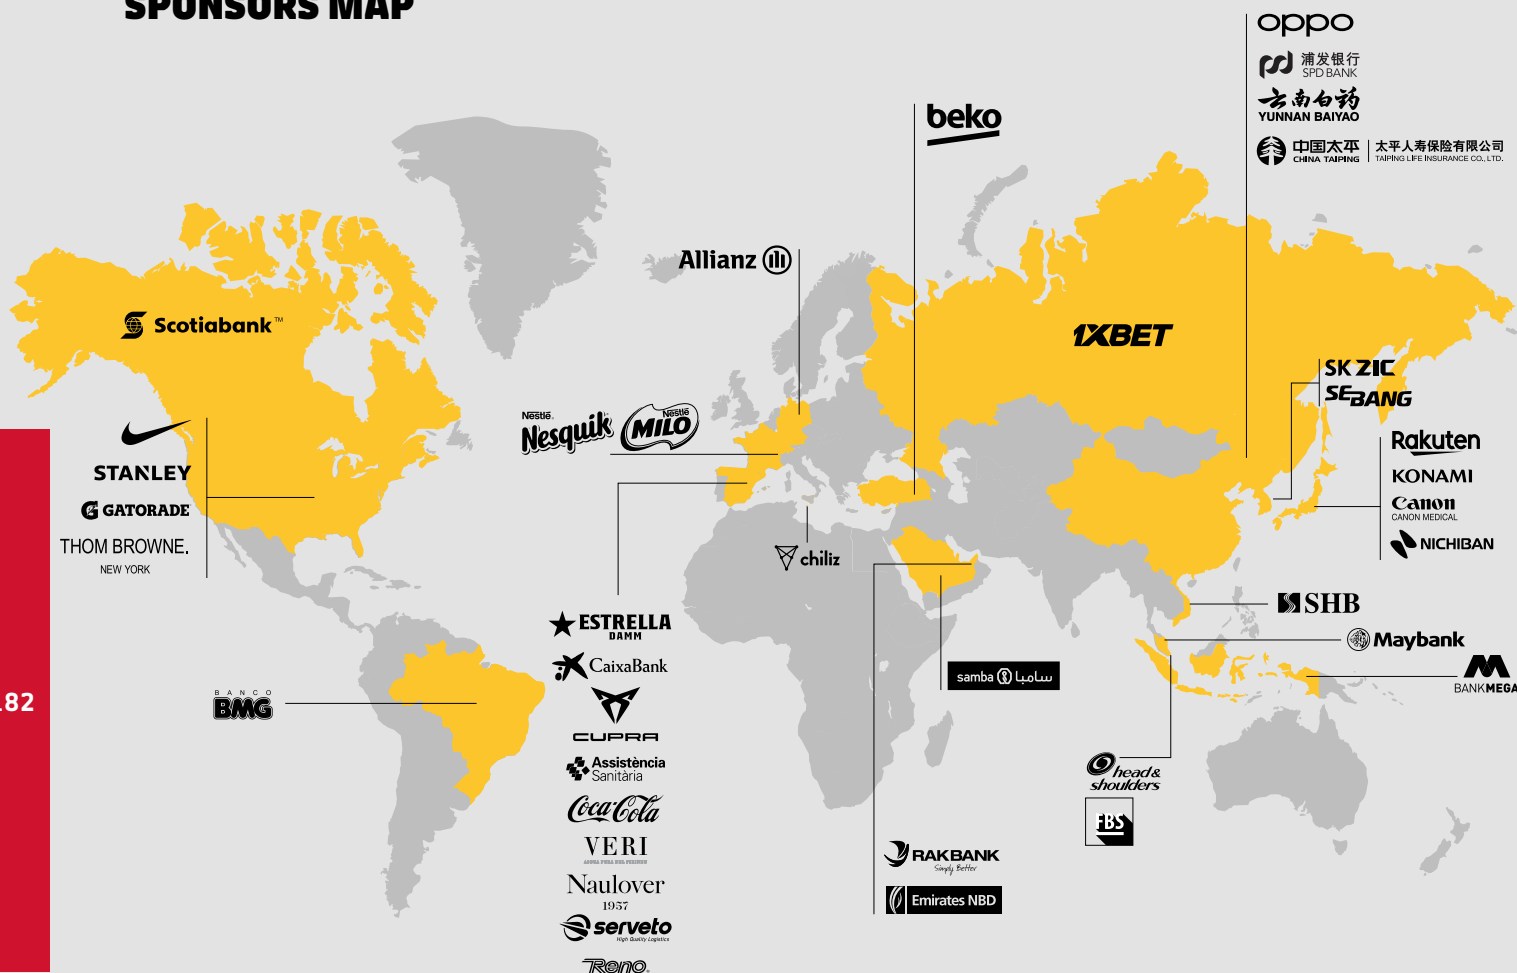 SPONSORS MAP
oppo
浦发银行
SPD BANK
云南白药
YUNNAN BAIYAO
中国太平
CHINA TAIPING
太平人寿保险有限公司
TAIPING LIFE INSURANCE CO., LTD.
beko
Allianz
Scotiabank™
1XBET
SK ZIC
SEBANG
Nestlé
Nesquik
Nestlé
MILO
STANLEY
GATORADE
THOM BROWNE.
NEW YORK
Rakuten
KONAMI
Canon
CANON MEDICAL
NICHIBAN
chiliz
SHB
Maybank
BANKMEGA
ESTRELLA
DAMM
CaixaBank
CUPRA
Assistència
Sanitària
Coca-Cola
VERI
Naulover
1957
serveto
High Quality Logistics
Reno
samba سامبا
BANCO
BMG
head &
shoulders
FBS
RAKBANK
Simply Better
Emirates NBD
82